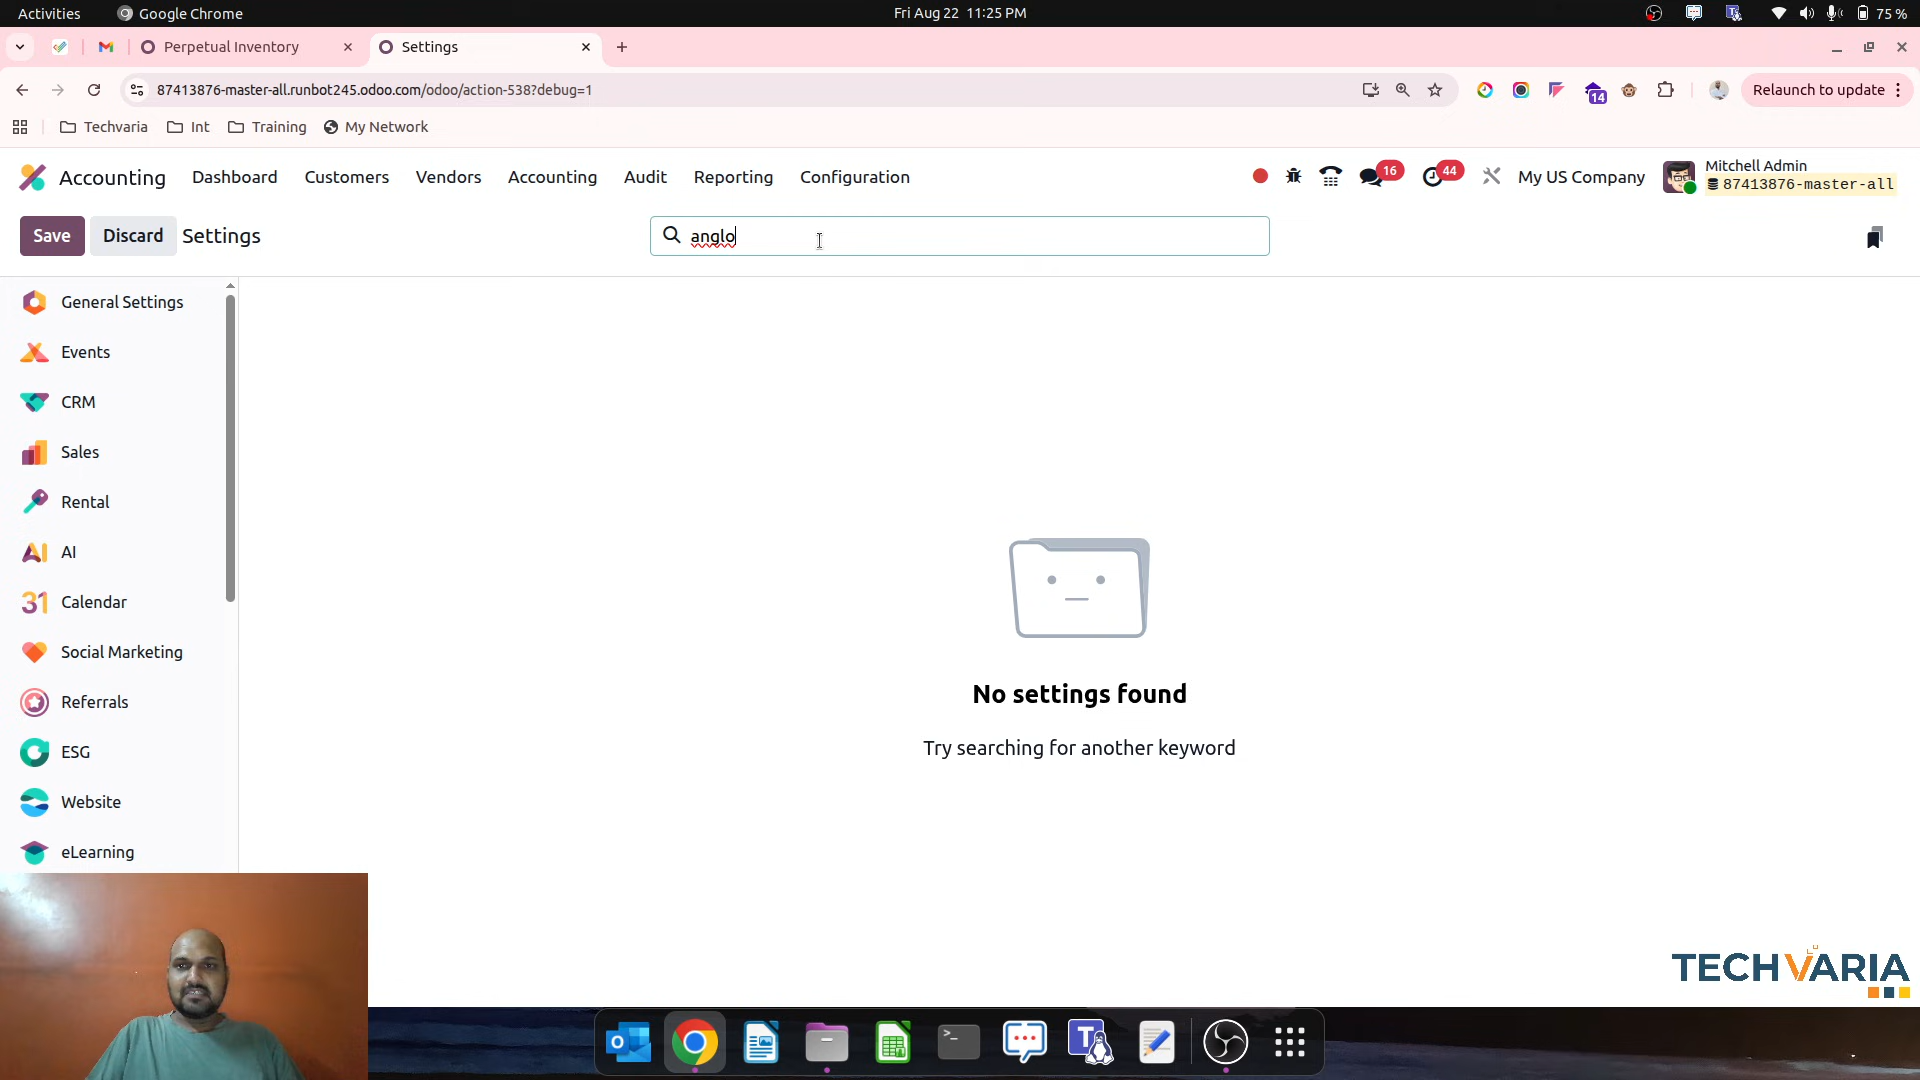 Activities
Google Chrome
Fri Aug 22 11:25 PM
75 %
Perpetual Inventory
Settings
87413876-master-all.runbot245.odoo.com/odoo/action-538?debug=1
14
Relaunch to update
Techvaria
Int
Training
My Network
Accounting
Dashboard
Customers
Vendors
Accounting
Audit
Reporting
Configuration
16
44
My US Company
Mitchell Admin
87413876-master-all
Save
Discard
Settings
anglo
General Settings
Events
CRM
Sales
Rental
AI
AI
31
Calendar
Social Marketing
Referrals
ESG
Website
eLearning
No settings found
Try searching for another keyword
TECHVARIA